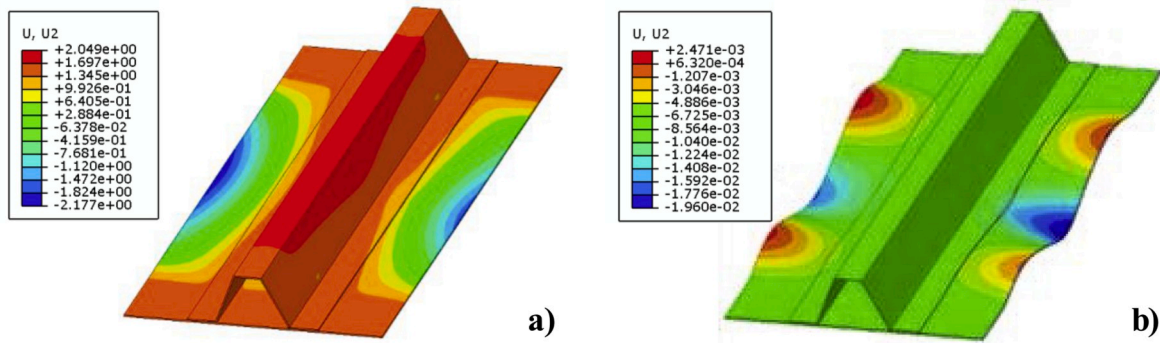 U, U2
+2.049e+00
+1.697e+00
+1.345e+00
+9.926e-01
+6.405e-01
+2.884e-01
-6.378e-02
-4.159e-01
-7.681e-01
-1.120e+00
-1.472e+00
-1.824e+00
-2.177e+00
a)
U, U2
+2.471e-03
+6.320e-04
-1.207e-03
-3.046e-03
-4.886e-03
-6.725e-03
-8.564e-03
-1.040e-02
-1.224e-02
-1.408e-02
-1.592e-02
-1.776e-02
-1.960e-02
b)